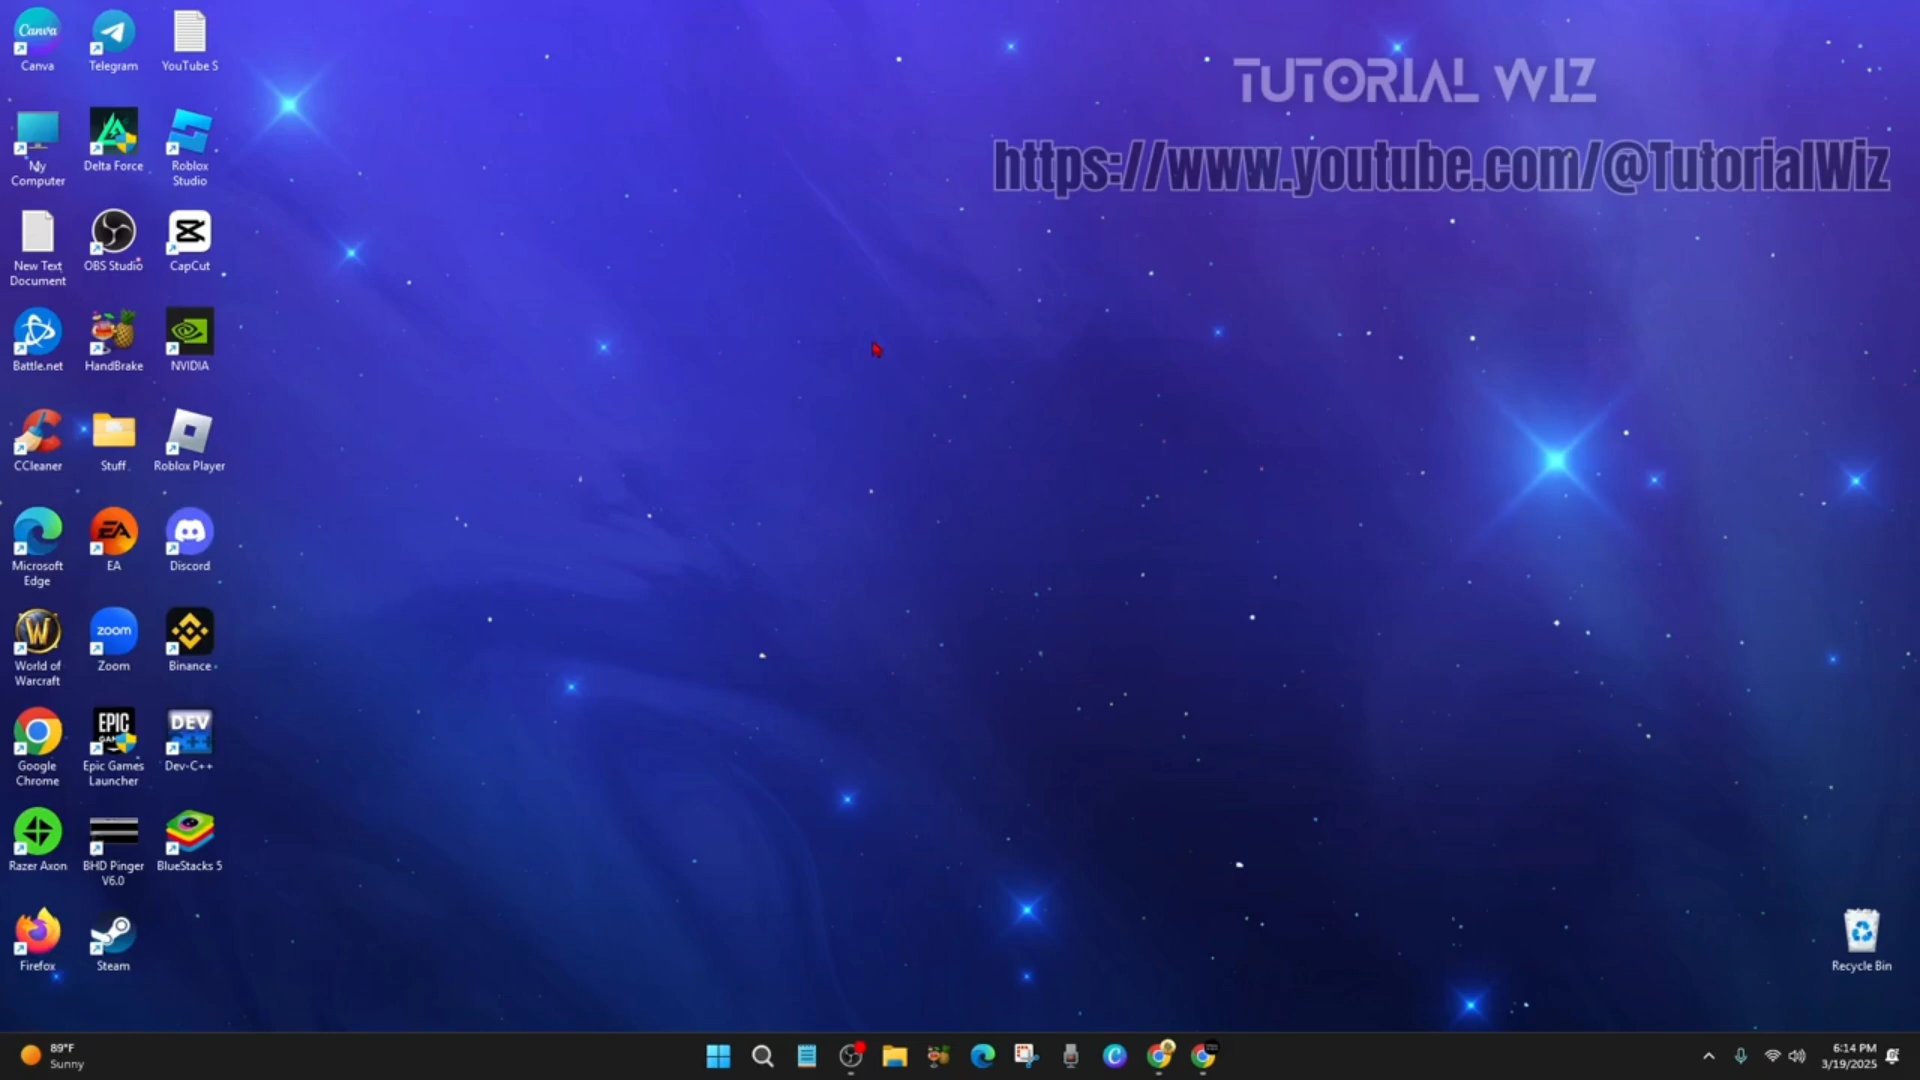 Canva
Canva
Telegram
YouTube S
TUTORIAL WIZ
https://www.youtube.com/@TutorialWiz
My
Computer
Delta Force
Roblox
Studio
New Text
Document
OBS Studio
CapCut
Battle.net
HandBrake
NVIDIA
CCleaner
Stuff
Roblox Player
EA
Microsoft
Edge
EA
Discord
W
zoom
World of
Warcraft
Zoom
Binance
EPIC
DEV
Google
Chrome
Epic Games
Launcher
Dev-C++
Razer Axon
BHD Pinger
V6.0
BlueStacks 5
Firefox
Steam
Recycle Bin
89°F
Sunny
6:14 PM
3/19/2025